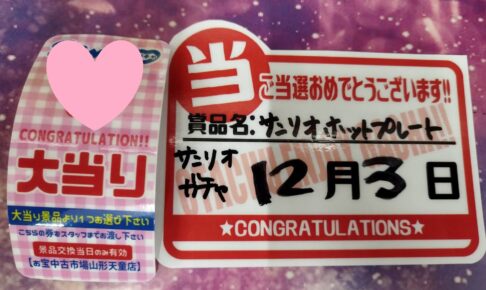 CONGRATULATION!!
大当り
大当り景品より1つお選び下さい
こちらの券をスタッフまでお渡し下さい
景品交換当日のみ有効
【お宝中古市場山形天童店】
当
ご当選おめでとうございます!!
賞品名:サンリオホットプレート
サンリオ
ガチャ
12月3日
★CONGRATULATIONS★